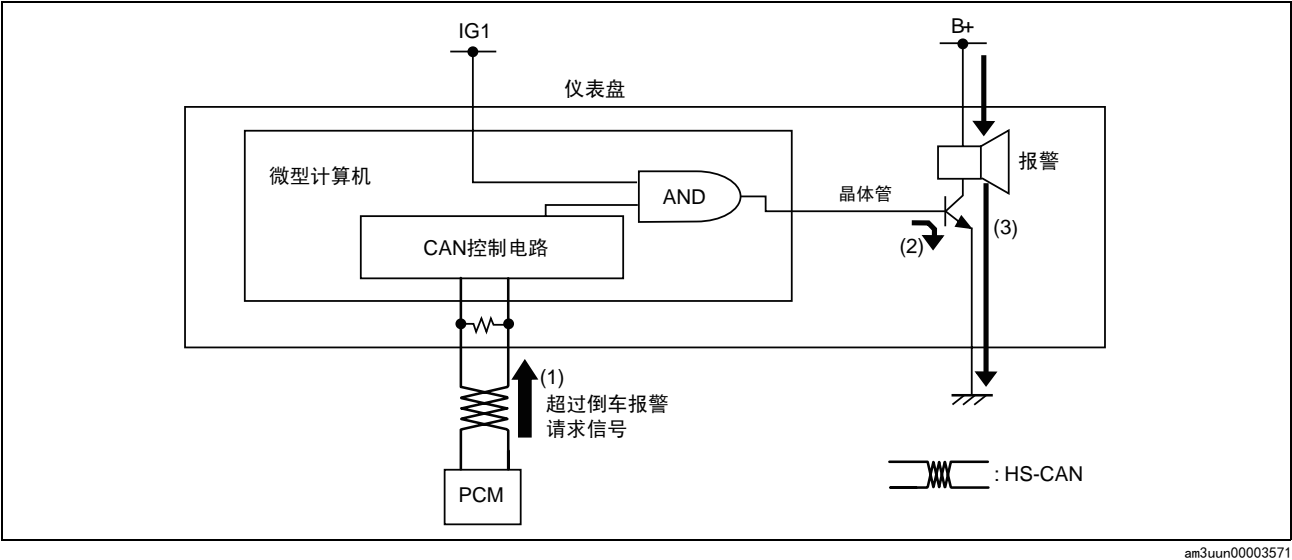 IG1
B+
仪表盘
微型计算机
报警
AND
晶体管
CAN控制电路
(2)
(3)
(1)
超过倒车报警
请求信号
PCM
: HS-CAN
am3uun00003571